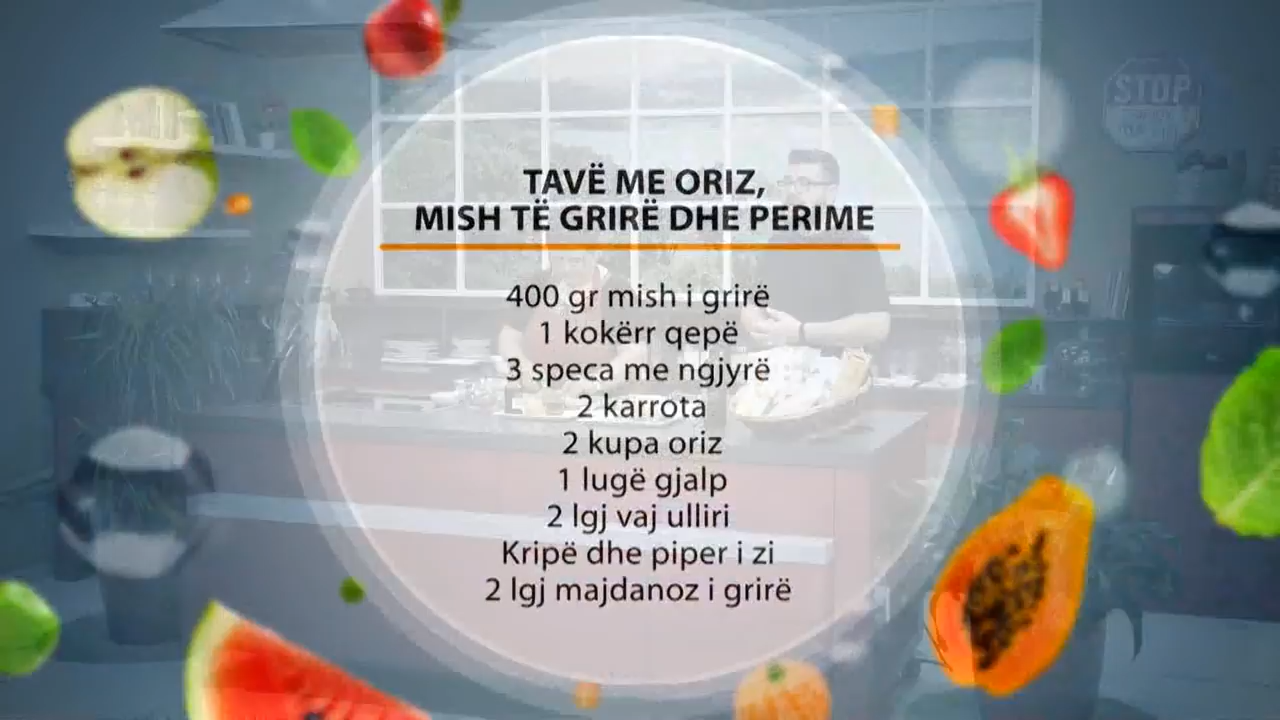 STOP
TAVË ME ORIZ,
MISH TË GRIRË DHE PERIME
400 gr mish i grirë
1 kokërr qepë
3 speca me ngjyrë
2 karrota
2 kupa oriz
1 lugë gjalp
2 lgj vaj ulliri
Kripë dhe piper i zi
2 lgj majdanoz i grirë